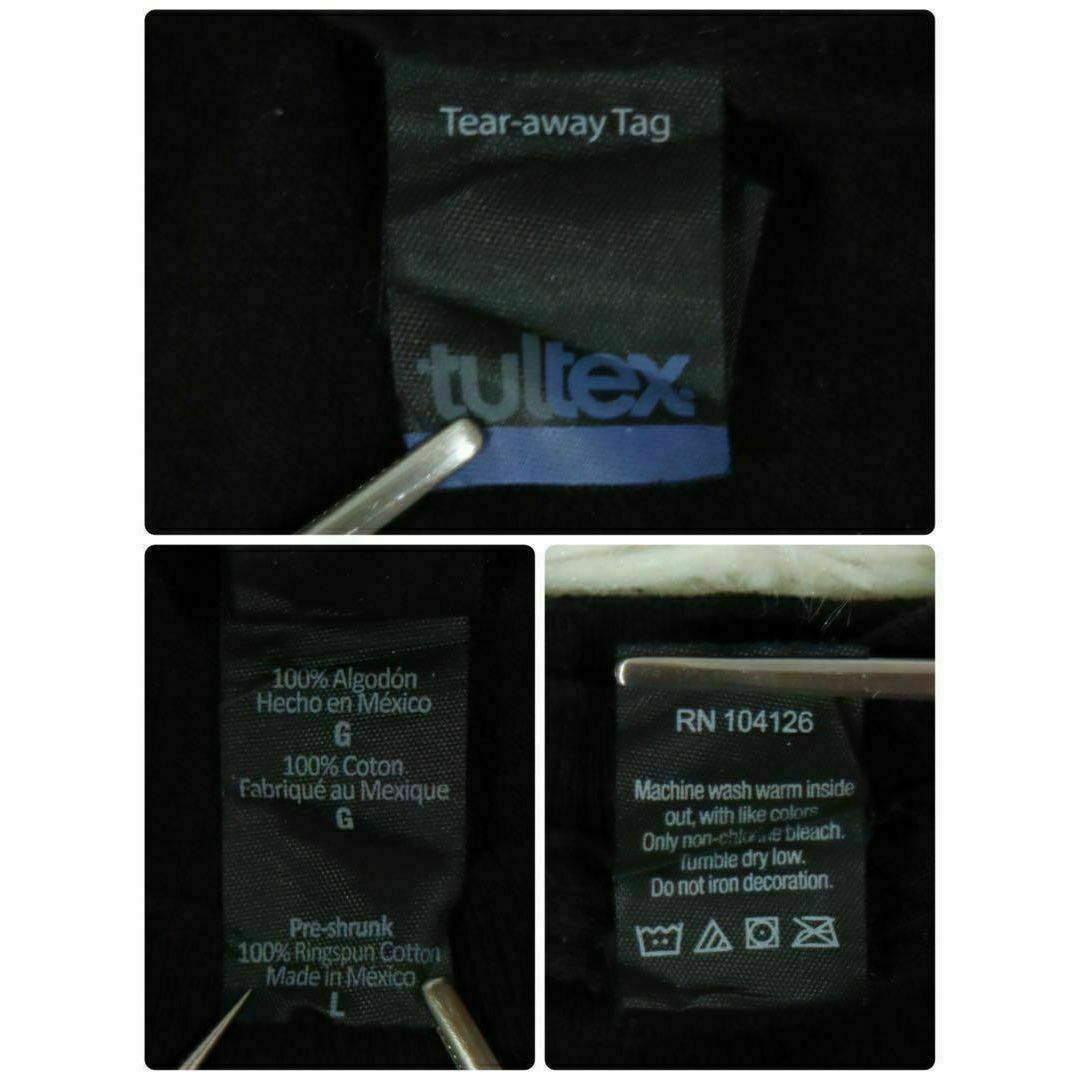 Tear-away Tag
tultex
100% Algodón
Hecho en México
G
100% Coton
Fabriqué au Mexique
G
Pre-shrunk
100% Ringspun Cotton
Made in México
L
RN 104126
Machine wash warm inside
out, with like colors.
Only non-chlorine bleach.
Tumble dry low.
Do not iron decoration.